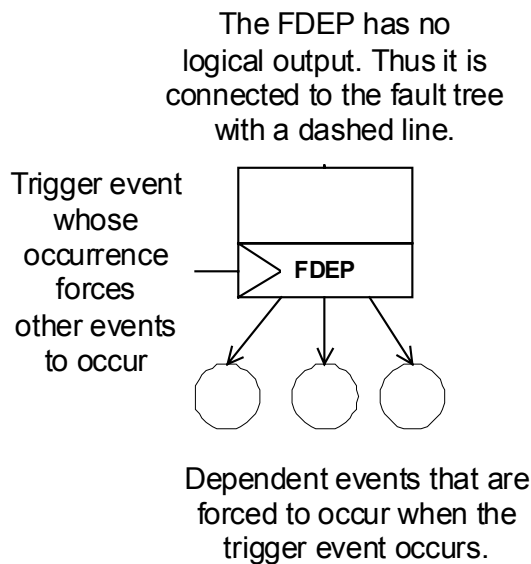 The FDEP has no
logical output. Thus it is
connected to the fault tree
with a dashed line.
Trigger event
whose
occurrence
forces
other events
to occur
FDEP
Dependent events that are
forced to occur when the
trigger event occurs.